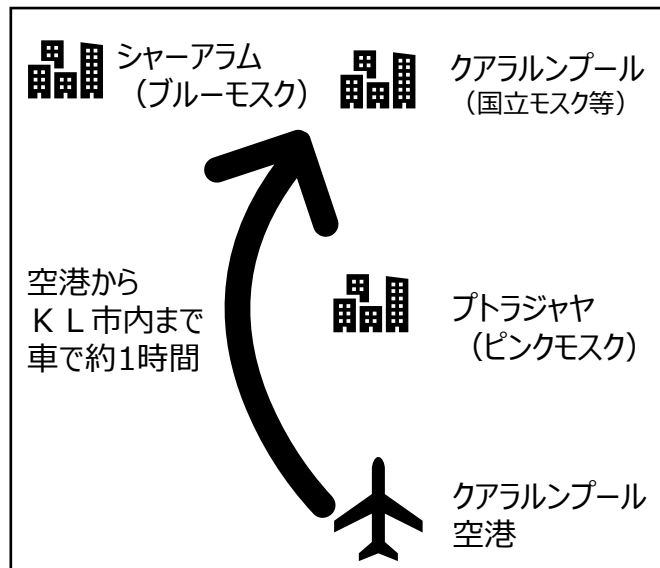 シャーアラム
（ブルーモスク）
クアラルンプール
（国立モスク等）
空港から
ＫＬ市内まで
車で約1時間
プトラジャヤ
（ピンクモスク）
クアラルンプール
空港